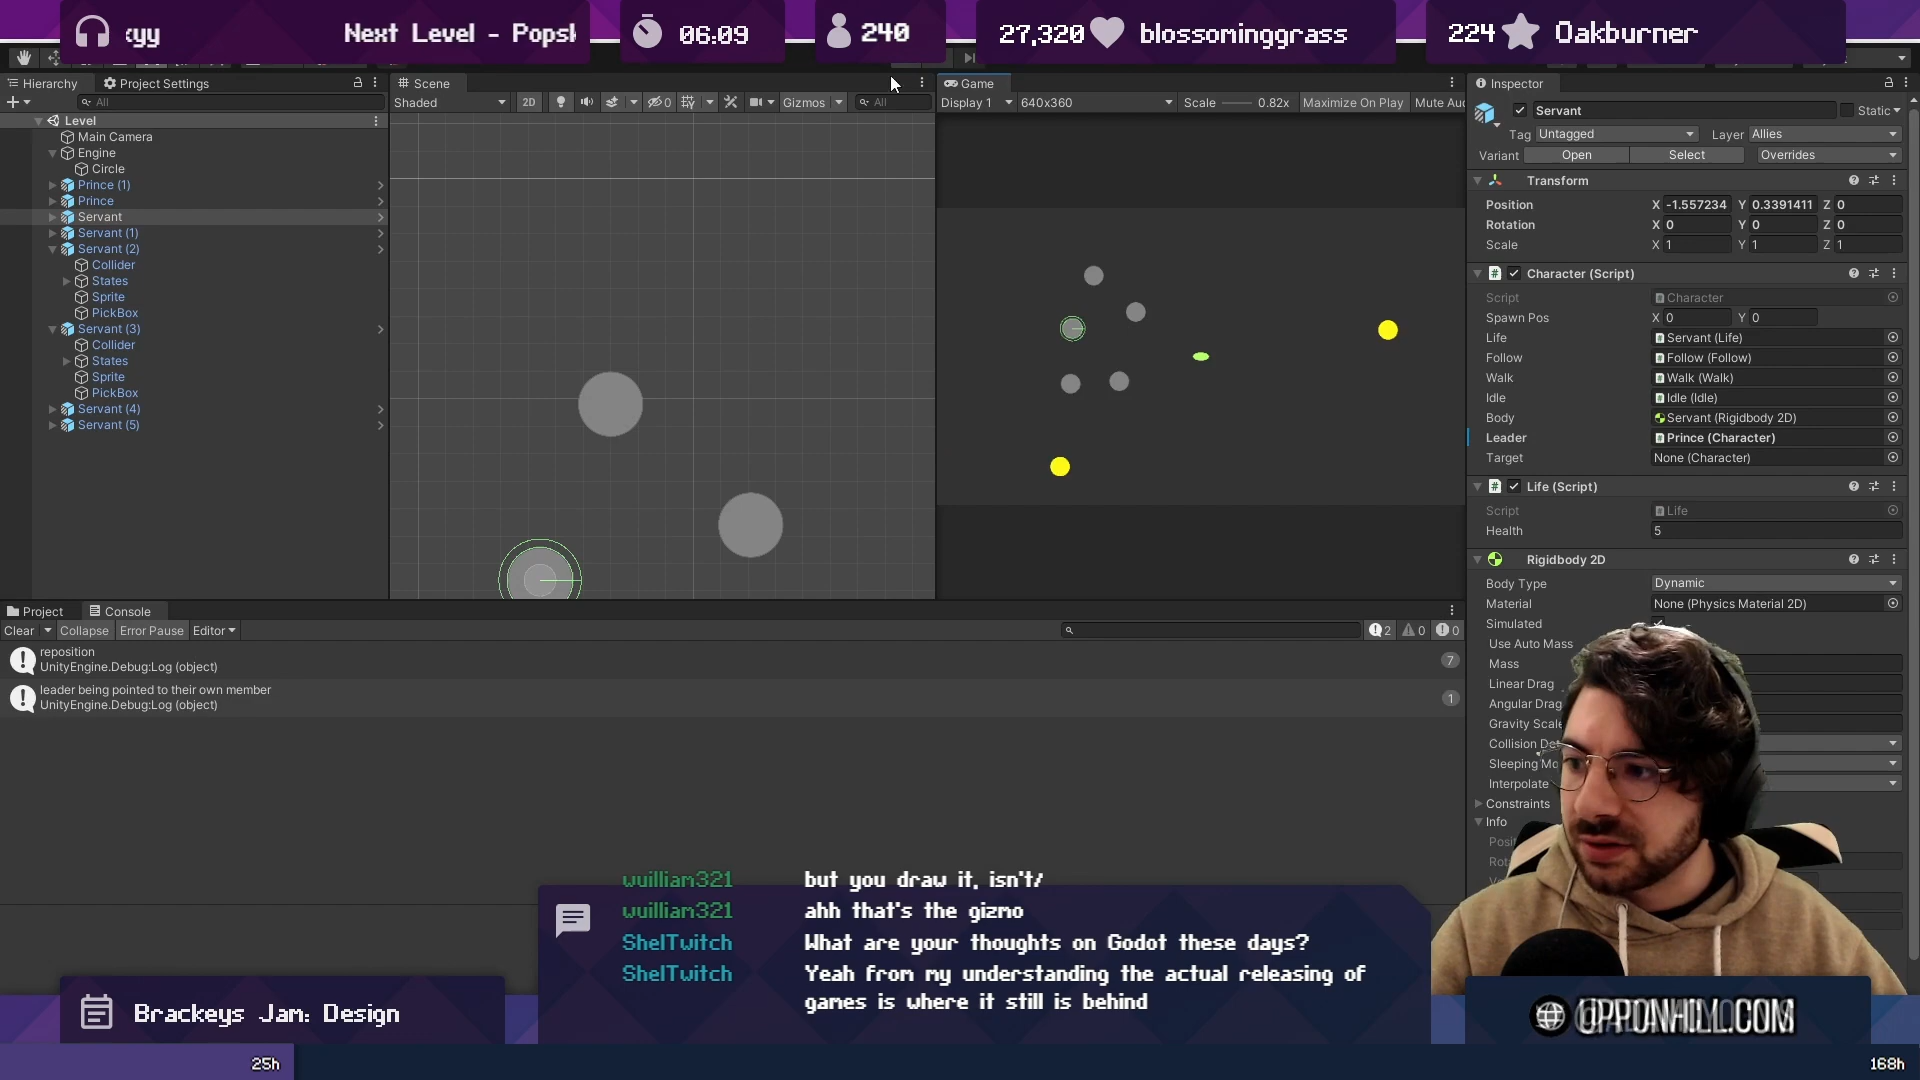 cyy
Next Level - Popsk
06:09
240
27,320
blossominggrass
224
Oakburner
Hierarchy
Project Settings
Scene
Game
Inspector
All
Shaded
2D
0
Gizmos
All
Display 1
640x360
Scale
0.82x
Maximize On Play
Mute Aud
Servant
Static
Level
Main Camera
Engine
Circle
Prince (1)
Prince
Servant
Servant (1)
Servant (2)
Collider
States
Sprite
PickBox
Servant (3)
Collider
States
Sprite
PickBox
Servant (4)
Servant (5)
Tag Untagged
Layer Allies
Variant Open Select Overrides
Transform
Position X -1.557234 Y 0.3391411 Z 0
Rotation X 0 Y 0 Z 0
Scale X 1 Y 1 Z 1
# Character (Script)
Script Character
Spawn Pos X 0 Y 0
Life Servant (Life)
Follow Follow (Follow)
Walk Walk (Walk)
Idle Idle (Idle)
Body Servant (Rigidbody 2D)
Leader Prince (Character)
Target None (Character)
# Life (Script)
Script Life
Health 5
Rigidbody 2D
Body Type Dynamic
Material None (Physics Material 2D)
Simulated
Use Auto Mass
Mass
Linear Drag
Angular Drag
Gravity Scale
Collision De
Sleeping Mo
Interpolate
Constraints
Info
Project
Console
Clear
Collapse
Error Pause
Editor
2
0
0
reposition
UnityEngine.Debug:Log (object)
7
leader being pointed to their own member
UnityEngine.Debug:Log (object)
1
wuilliam321 but you draw it, isn't/
wuilliam321 ahh that's the gizmo
ShelTwitch What are your thoughts on Godot these days?
ShelTwitch Yeah from my understanding the actual releasing of
games is where it still is behind
Brackeys Jam: Design
25h
168h